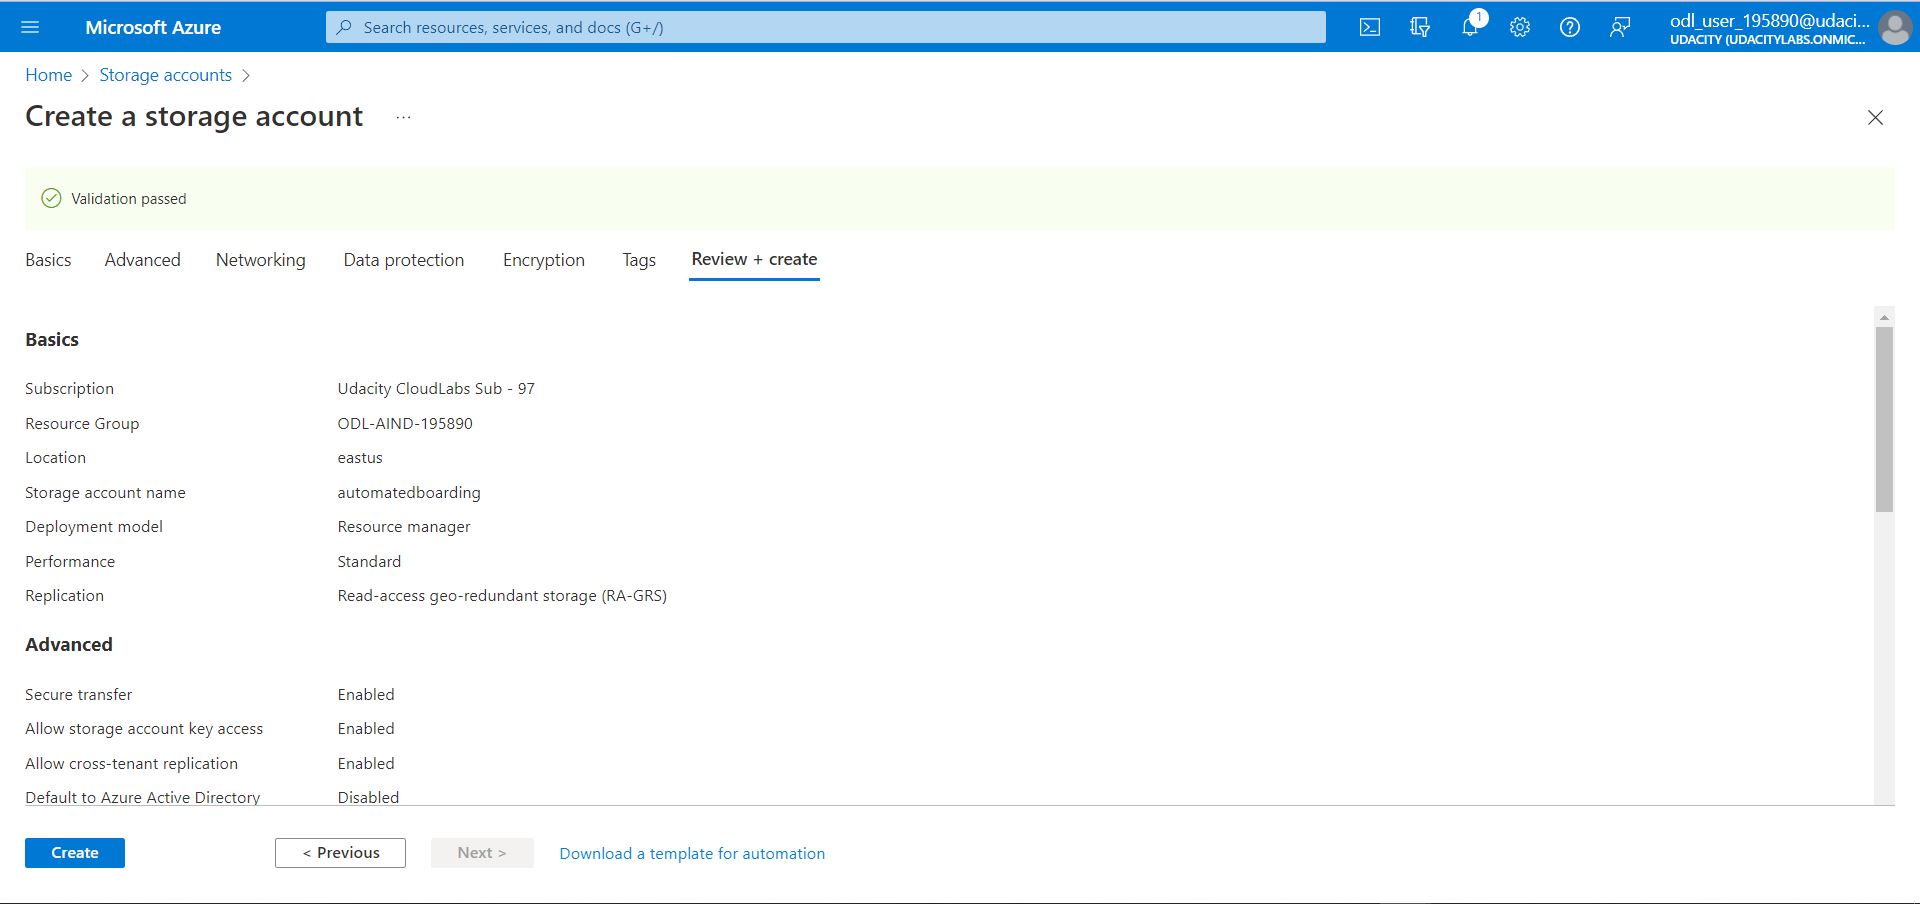 Microsoft Azure
Search resources, services, and docs (G+/)
1
odl_user_195890@udaci...
UDACITY (UDACITYLABS.ONMIC...
Home > Storage accounts >
Create a storage account ...
Validation passed
Basics Advanced Networking Data protection Encryption Tags Review + create
Basics
Subscription Udacity CloudLabs Sub - 97
Resource Group ODL-AIND-195890
Location eastus
Storage account name automatedboarding
Deployment model Resource manager
Performance Standard
Replication Read-access geo-redundant storage (RA-GRS)
Advanced
Secure transfer Enabled
Allow storage account key access Enabled
Allow cross-tenant replication Enabled
Default to Azure Active Directory Disabled
Create < Previous Next > Download a template for automation